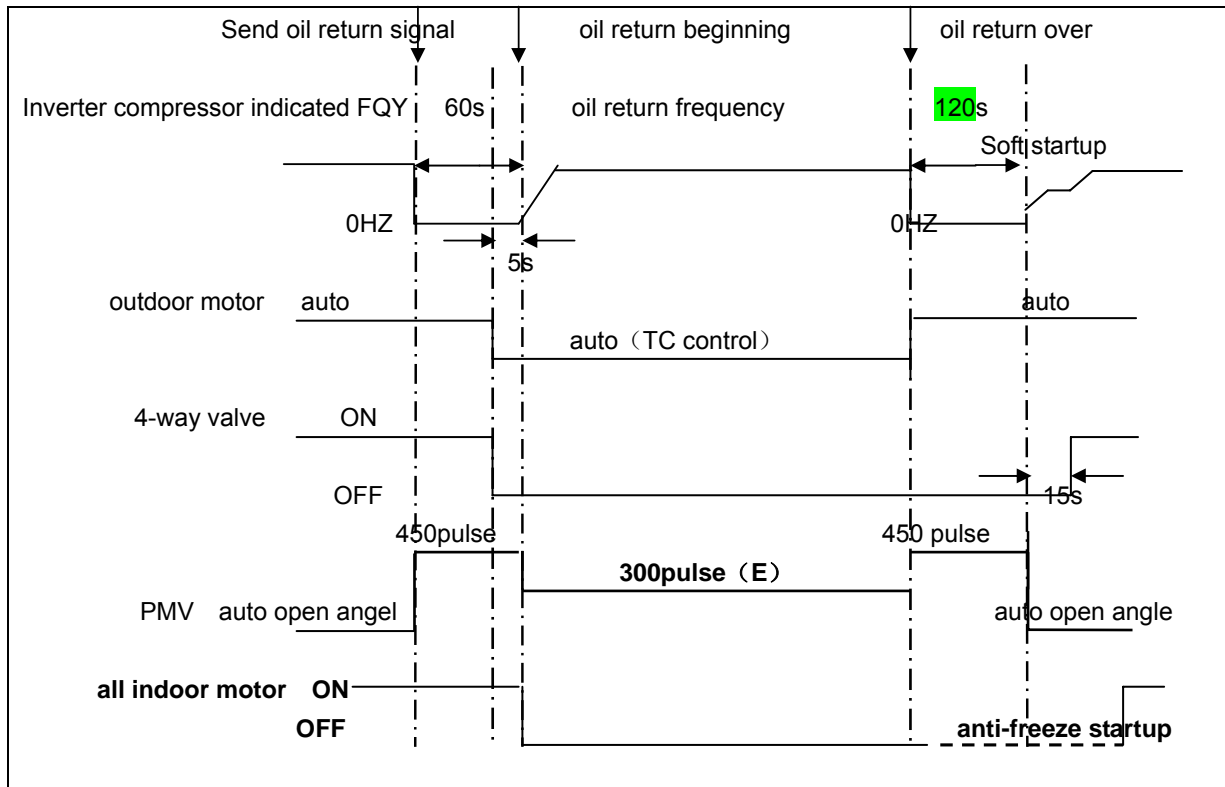 Send oil return signal oil return beginning oil return over
Inverter compressor indicated FQY 60s oil return frequency 120s
Soft startup
0HZ 0HZ
5s
outdoor motor auto auto
auto（TC control）
4-way valve ON
OFF 15s
450pulse 450 pulse
300pulse（E）
PMV auto open angel auto open angle
all indoor motor ON
OFF anti-freeze startup